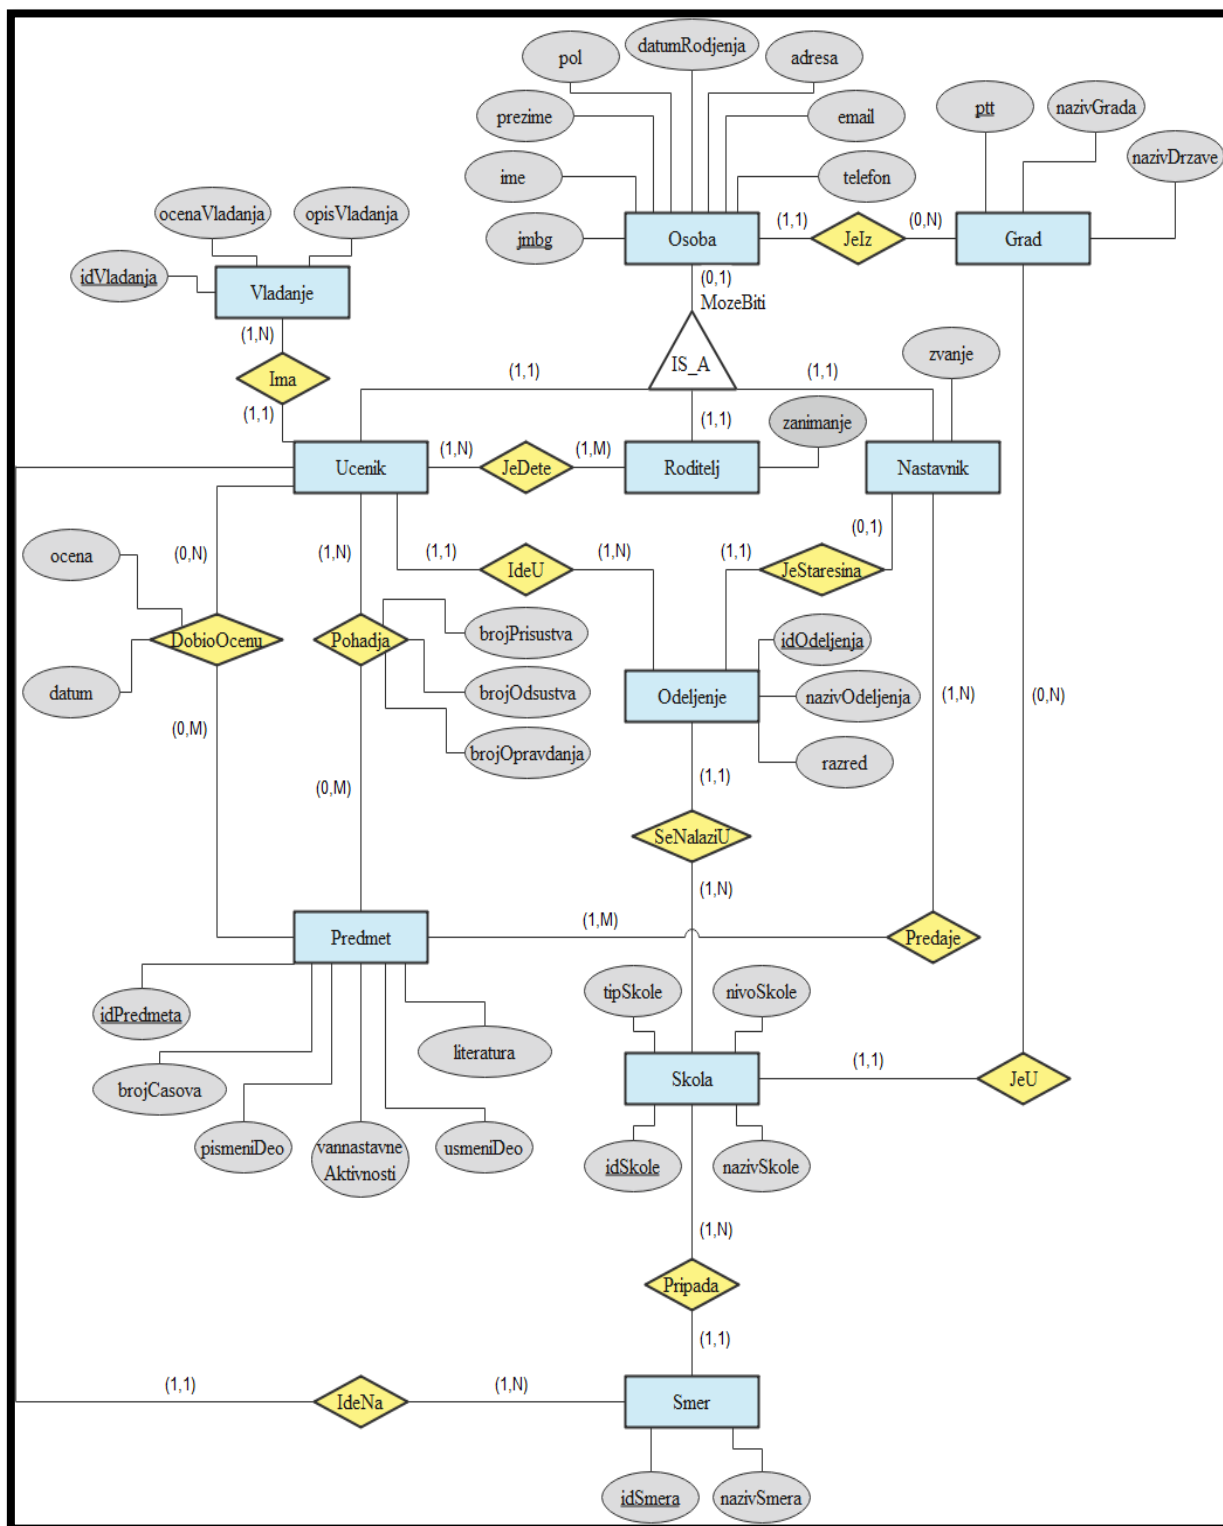 datumRodjenja
pol
adresa
prezime
email
ptt
nazivGrada
nazivDrzave
ime
telefon
ocenaVladanja
opisVladanja
jmbg
Osoba
(1,1)
JeIz
(0,N)
Grad
idVladanja
Vladanje
(0,1)
MozeBiti
(1,N)
Ima
(1,1)
(1,1)
IS_A
(1,1)
zvanje
(1,1)
zanimanje
Ucenik
(1,N)
JeDete
(1,M)
Roditelj
Nastavnik
(0,1)
ocena
(0,N)
(1,N)
(1,1)
IdeU
(1,N)
(1,1)
JeStaresina
DobioOcenu
Pohadja
brojPrisustva
idOdeljenja
datum
brojOdsustva
Odeljenje
nazivOdeljenja
(1,N)
(0,N)
(0,M)
brojOpravdanja
razred
(0,M)
(1,1)
SeNalaziU
(1,N)
Predmet
(1,M)
Predaje
idPredmeta
tipSkole
nivoSkole
literatura
brojCasova
Skola
(1,1)
JeU
pismeniDeo
vannastavne
Aktivnosti
usmeniDeo
idSkole
nazivSkole
(1,N)
Pripada
(1,1)
(1,1)
IdeNa
(1,N)
Smer
idSmera
nazivSmera